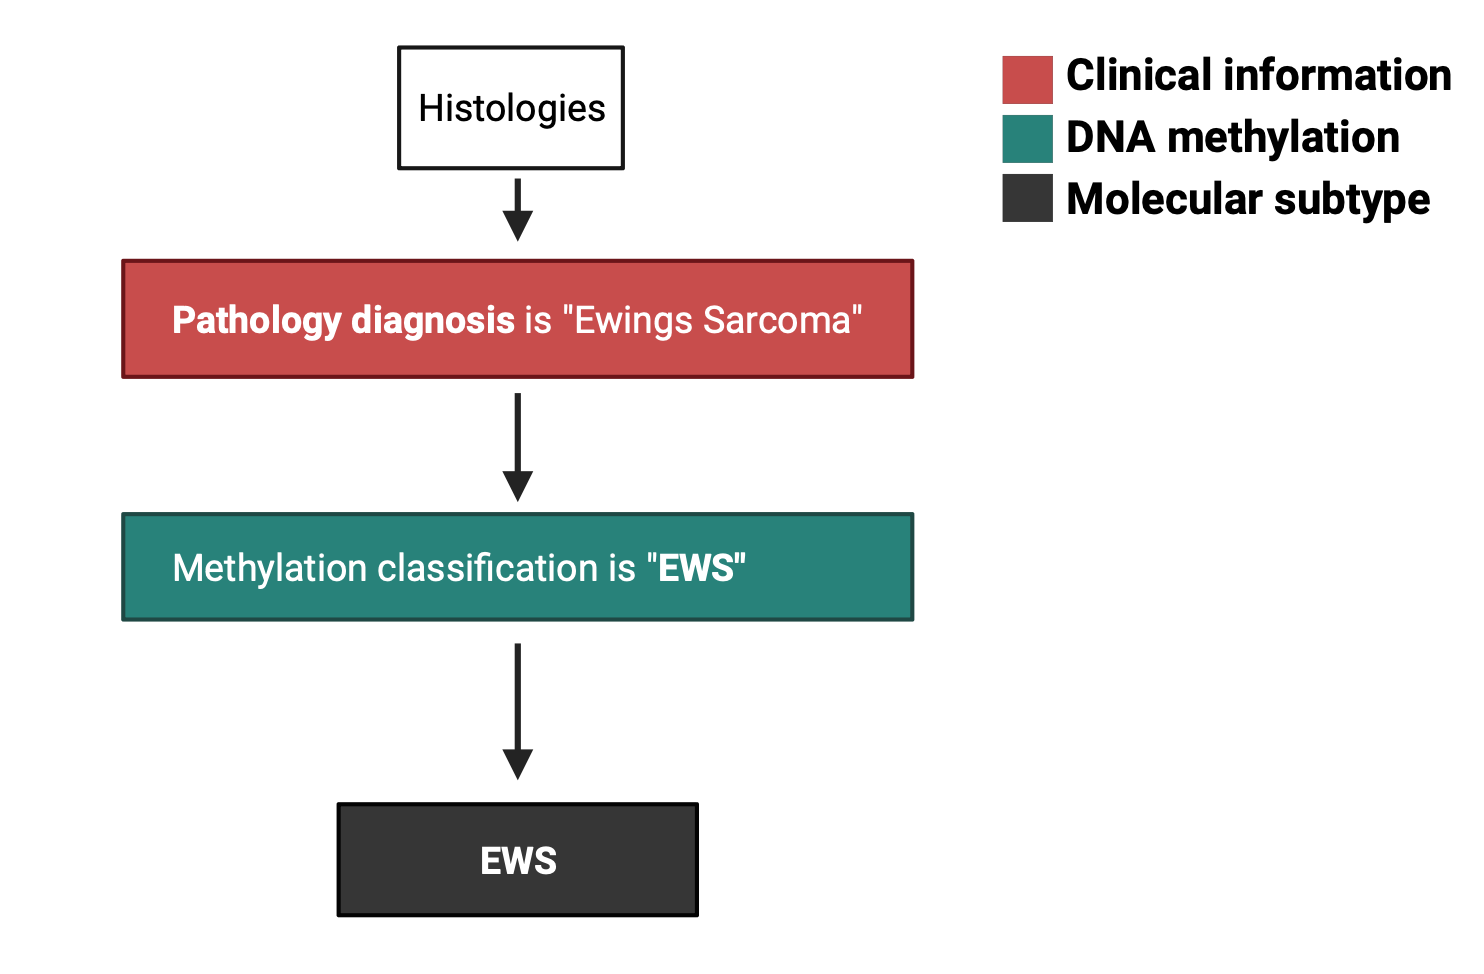 Histologies
Clinical information
DNA methylation
Molecular subtype
Pathology diagnosis is "Ewings Sarcoma"
Methylation classification is "EWS"
EWS